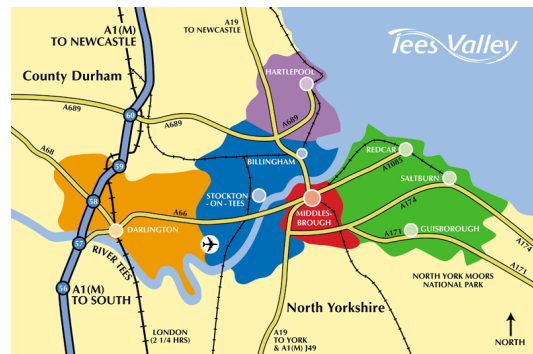 A1(M)
TO NEWCASTLE
A19
TO NEWCASTLE
Tees Valley
County Durham
HARTLEPOOL
60
A689
A689
A689
A68
59
BILLINGHAM
REDCAR
A1085
SALTBURN
58
STOCKTON
- ON - TEES
A66
MIDDLES-
BROUGH
A174
DARLINGTON
57
A171
GUISBOROUGH
A174
RIVER TEES
A171
56
A1(M)
TO SOUTH
NORTH YORK MOORS
NATIONAL PARK
North Yorkshire
LONDON
(2 1/4 HRS)
A19
TO YORK
& A1(M) J49
NORTH